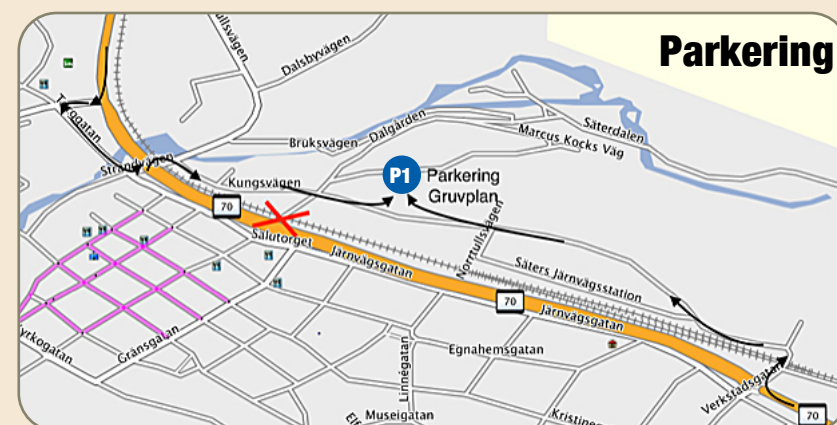 Parkering
Dalsbyvägen
Torggatan
Bruksvägen
Dalgården
Marcus Kocks Väg
Säterdalen
Strandvägen
Kungsvägen
P1
Parkering
Gruvplan
70
Salutorget
Järnvägsgatan
Norrtullsvägen
Säters Järnvägsstation
70
Järnvägsgatan
Gränsgatan
Linnégatan
Egnahemsgatan
Verkstadsgatan
70
Museigatan